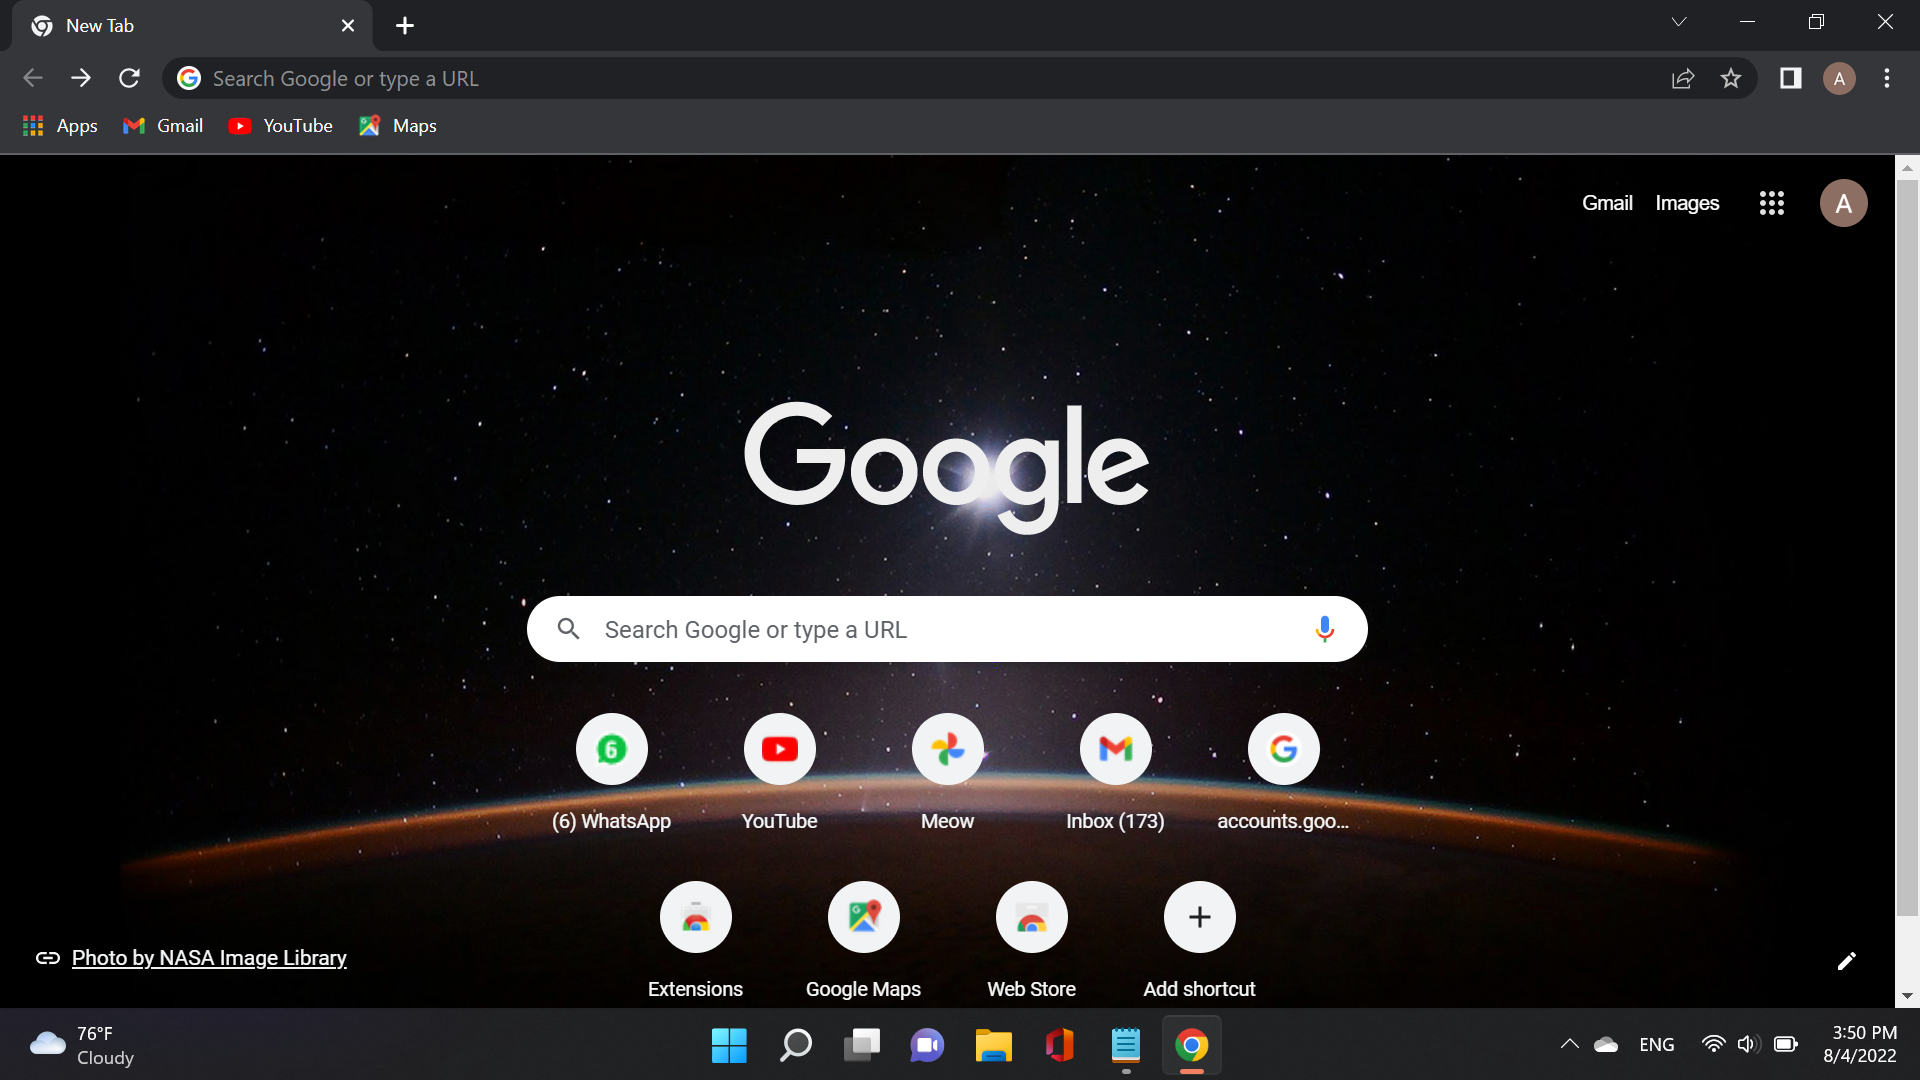 New Tab
Search Google or type a URL
A
Apps
Gmail
YouTube
Maps
Gmail
Images
A
Google
Search Google or type a URL
6
(6) WhatsApp
YouTube
Meow
Inbox (173)
accounts.goo...
Extensions
Google Maps
Web Store
Add shortcut
Photo by NASA Image Library
76°F
Cloudy
ENG
3:50 PM
8/4/2022